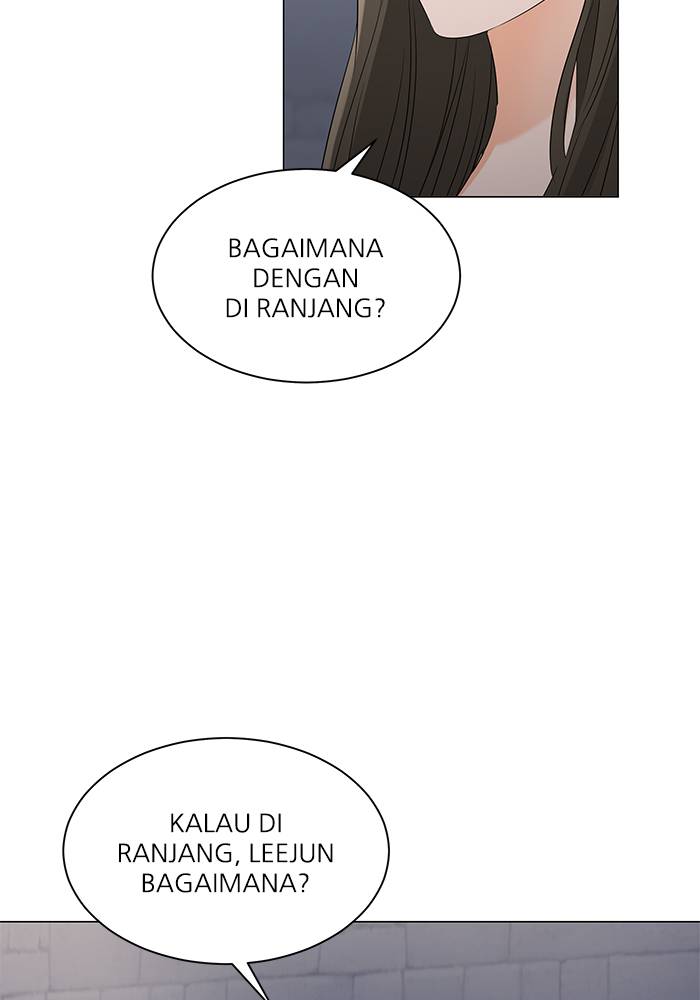 BAGAIMANA
DENGAN
DI RANJANG?
KALAU DI
RANJANG, LEEJUN
BAGAIMANA?